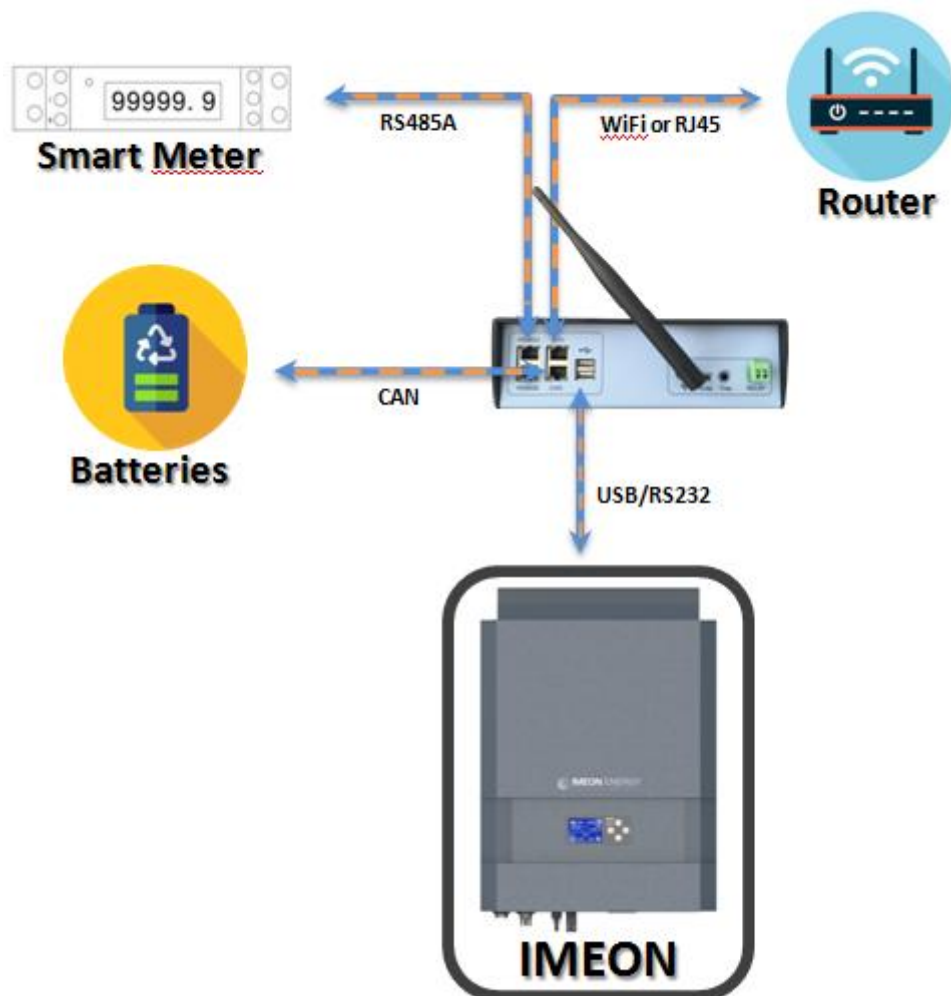 99999. 9
RS485A
WiFi or RJ45
Smart Meter
Router
CAN
Batteries
USB/RS232
IMEON ENERGY
IMEON